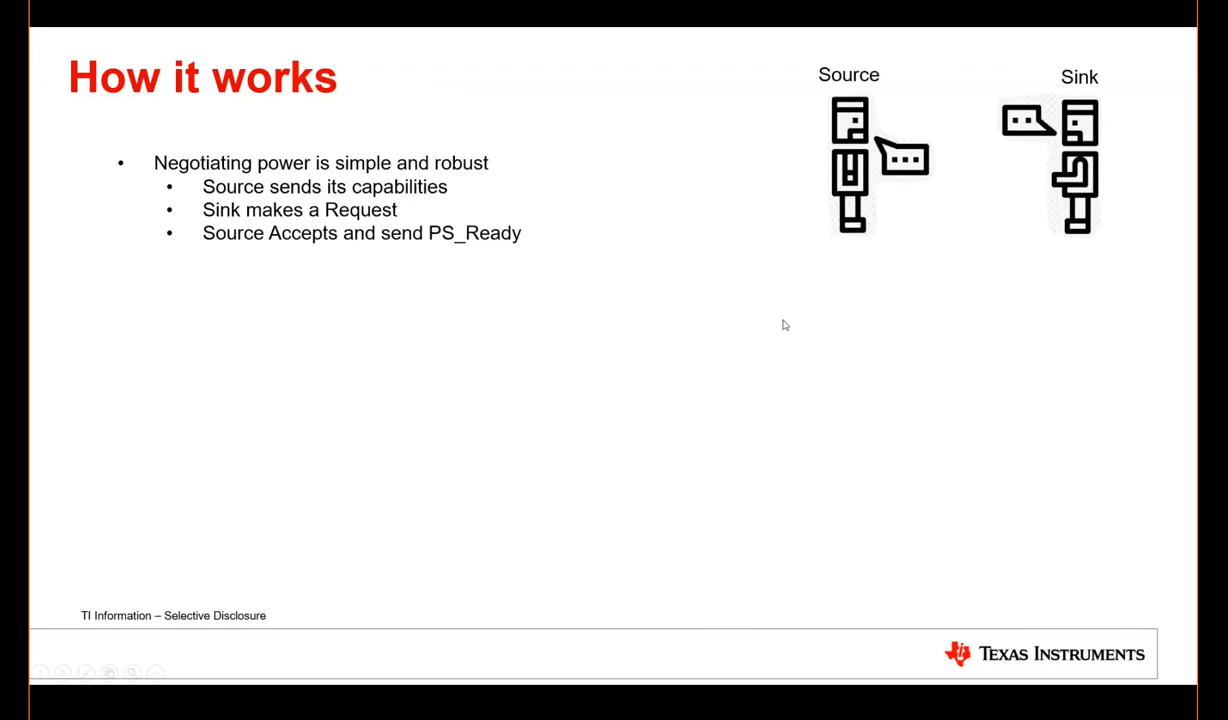 How it works
Source
Sink
• Negotiating power is simple and robust
• Source sends its capabilities
• Sink makes a Request
• Source Accepts and send PS_Ready
TI Information – Selective Disclosure
TEXAS INSTRUMENTS